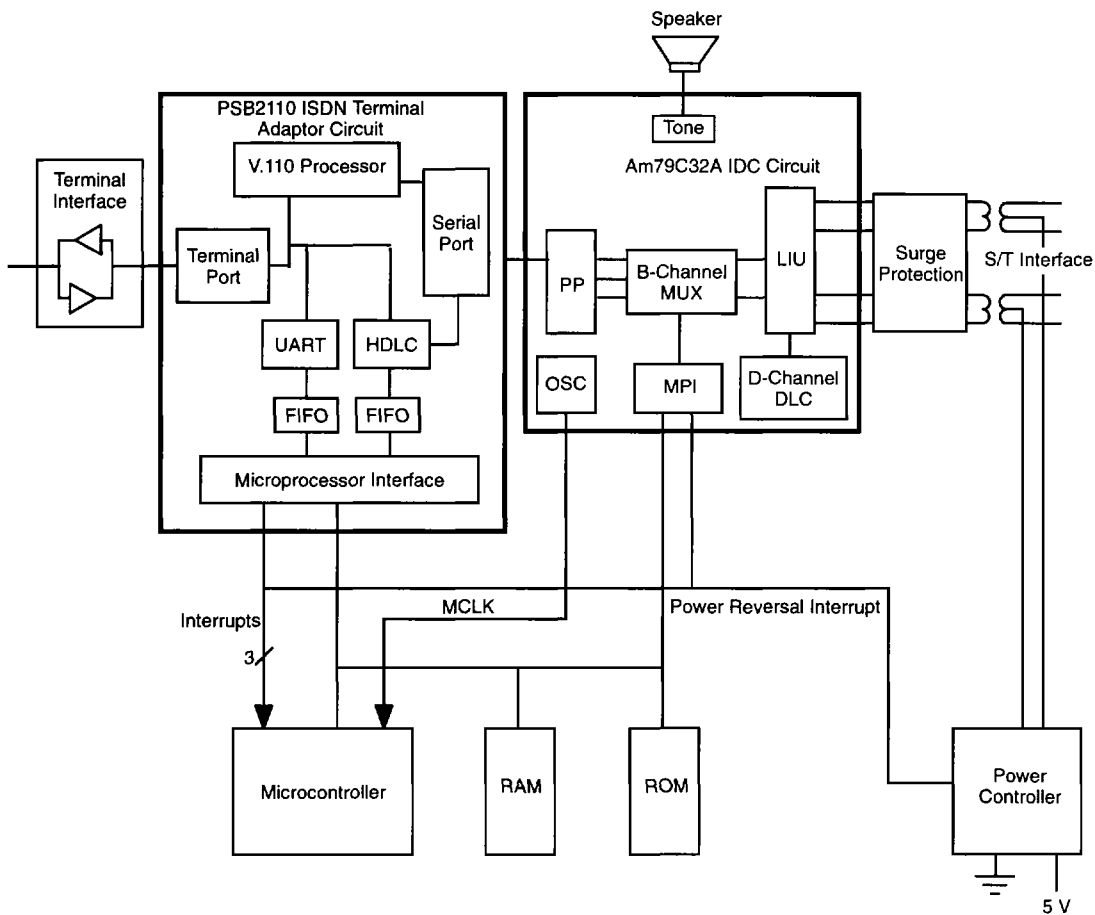 Speaker
PSB2110 ISDN Terminal
Adaptor Circuit
Tone
V.110 Processor
Am79C32A IDC Circuit
Terminal
Interface
Serial
Port
Terminal
Port
PP
B-Channel
MUX
LIU
Surge
Protection
S/T Interface
UART
HDLC
OSC
MPI
D-Channel
DLC
FIFO
FIFO
Microprocessor Interface
Interrupts
MCLK
Power Reversal Interrupt
3
Microcontroller
RAM
ROM
Power
Controller
5 V